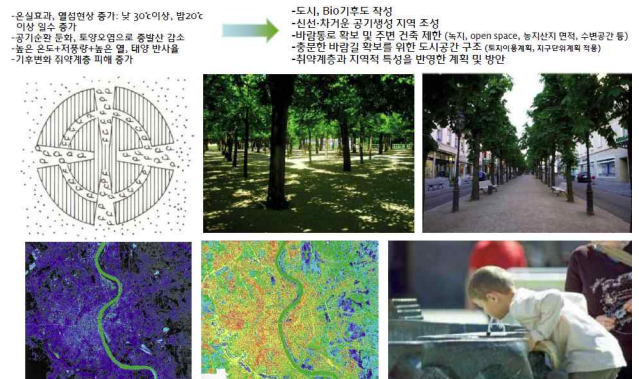 -온실효과, 열섬현상 증가: 낮 30℃이상, 밤20℃
이상 일수 증가
-공기순환 둔화, 토양오염으로 증발산 감소
-높은 온도+저풍량+높은 열, 태양 반사율
-기후변화 취약계층 피해 증가
-도시, Bio기후도 작성
-신선·차거운 공기생성 지역 조성
-바람통로 확보 및 주변 건축 제한 (녹지, open space, 농지산지 면적, 수변공간 등)
-충분한 바람길 확보를 위한 도시공간 구조 (토지이용계획, 지구단위계획 적용)
-취약계층과 지역적 특성을 반영한 계획 및 방안